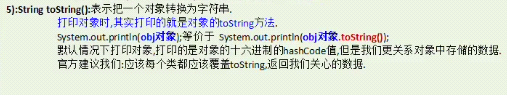 5):String toString():表示把一个对象转换为字符串.
打印对象时,其实打印的就是对象的toString方法.
System.out.println(obj对象);等价于 System.out.println(obj对象.toString());
默认情况下打印对象,打印的是对象的十六进制的hashCode值,但是我们更关系对象中存储的数据.
官方建议我们:应该每个类都应该覆盖toString,返回我们关心的数据.